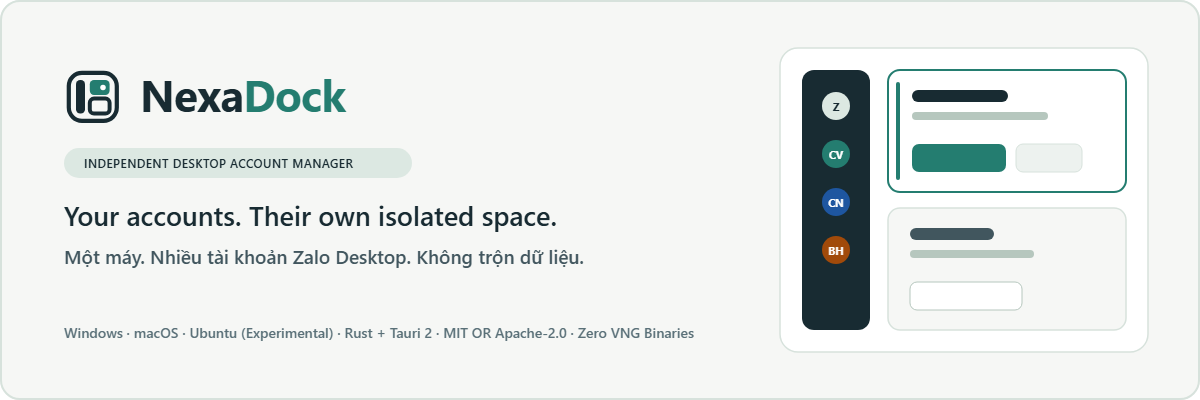 NexaDock
INDEPENDENT DESKTOP ACCOUNT MANAGER
Your accounts. Their own isolated space.
Một máy. Nhiều tài khoản Zalo Desktop. Không trộn dữ liệu.
Windows · macOS · Ubuntu (Experimental) · Rust + Tauri 2 · MIT OR Apache-2.0 · Zero VNG Binaries
Z
CV
CN
BH